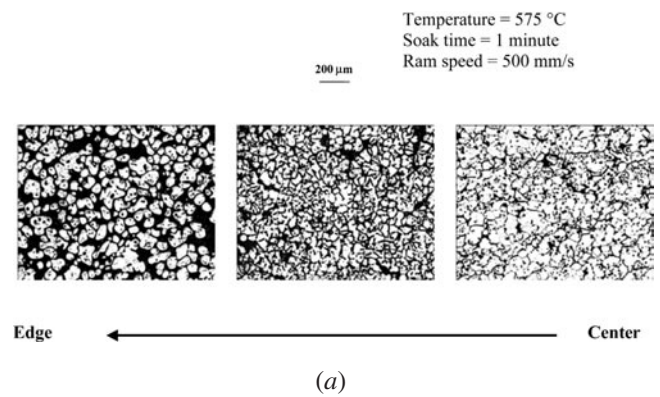 Temperature = 575 °C
Soak time = 1 minute
Ram speed = 500 mm/s
200 µm
Edge
Center
(a)